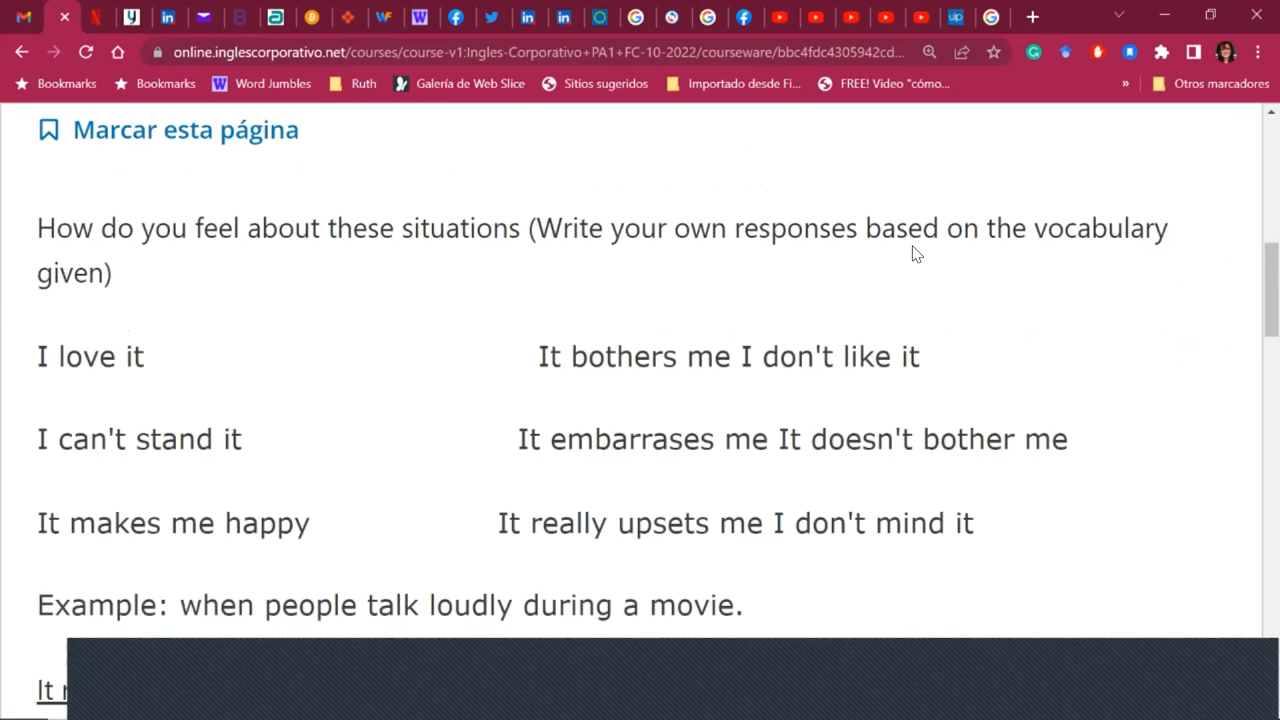 online.inglescorporativo.net/courses/course-v1:Ingles-Corporativo+PA1+FC-10-2022/courseware/bbc4fdc4305942cd...
Bookmarks Bookmarks Word Jumbles Ruth Galería de Web Slice Sitios sugeridos Importado desde Fi... FREE! Video "cómo... » Otros marcadores
Marcar esta página
How do you feel about these situations (Write your own responses based on the vocabulary
given)
I love it It bothers me I don't like it
I can't stand it It embarrases me It doesn't bother me
It makes me happy It really upsets me I don't mind it
Example: when people talk loudly during a movie.
It